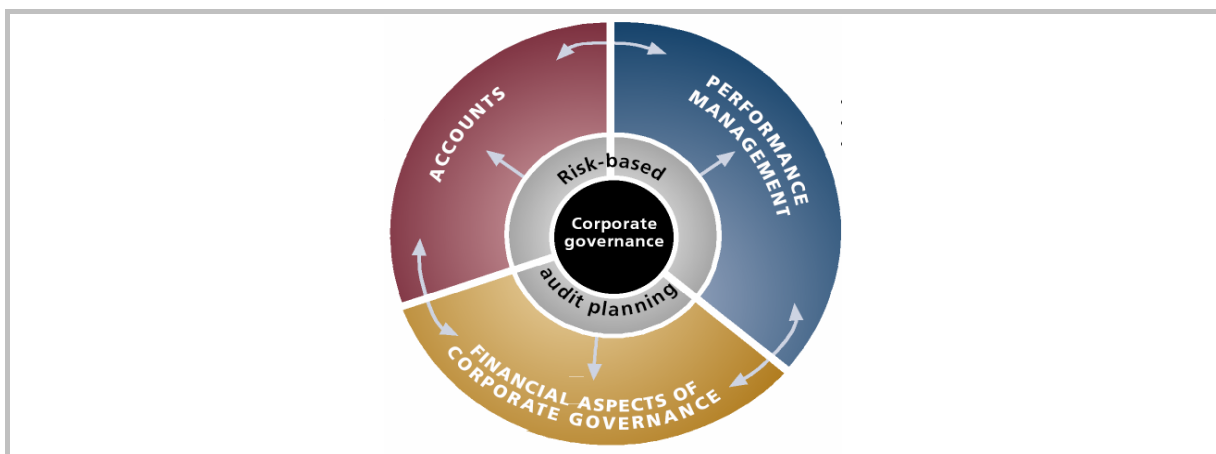 ACCOUNTS
PERFORMANCE
MANAGEMENT
Risk-based
Corporate
governance
audit planning
FINANCIAL ASPECTS OF
CORPORATE GOVERNANCE